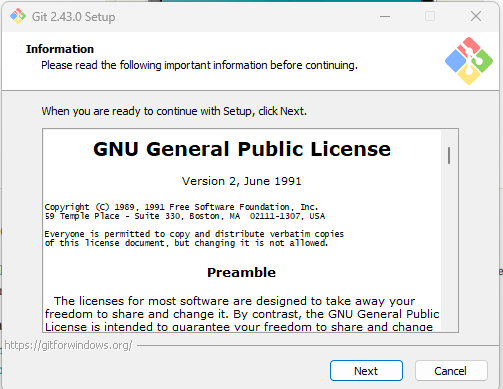 Git 2.43.0 Setup
Information
Please read the following important information before continuing.
When you are ready to continue with Setup, click Next.
GNU General Public License
Version 2, June 1991
Copyright (C) 1989, 1991 Free Software Foundation, Inc.
59 Temple Place - Suite 330, Boston, MA  02111-1307, USA
Everyone is permitted to copy and distribute verbatim copies
of this license document, but changing it is not allowed.
Preamble
The licenses for most software are designed to take away your
freedom to share and change it. By contrast, the GNU General Public
License is intended to guarantee your freedom to share and change
https://gitforwindows.org/
Next
Cancel